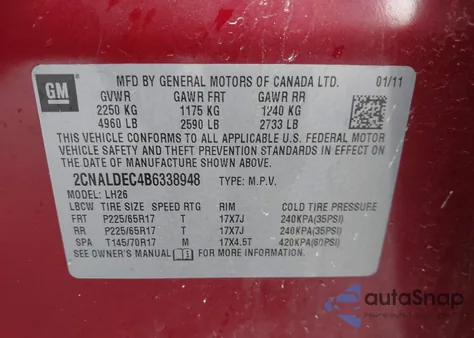 GM
MFD BY GENERAL MOTORS OF CANADA LTD. 01/11
GVWR GAWR FRT GAWR RR
2250 KG 1175 KG 1240 KG
4960 LB 2590 LB 2733 LB
THIS VEHICLE CONFORMS TO ALL APPLICABLE U.S. FEDERAL MOTOR
VEHICLE SAFETY AND THEFT PREVENTION STANDARDS IN EFFECT ON THE
DATE OF MANUFACTURE SHOWN ABOVE.
2CNALDEC4B6338948 TYPE: M.P.V.
MODEL: LH26
LBCW TIRE SIZE SPEED RTG RIM COLD TIRE PRESSURE
FRT P225/65R17 T 17X7J 240KPA(35PSI)
RR P225/65R17 T 17X7J 240KPA(35PSI)
SPA T145/70R17 M 17X4.5T 420KPA(60PSI)
SEE OWNER'S MANUAL FOR MORE INFORMATION
autoSnap